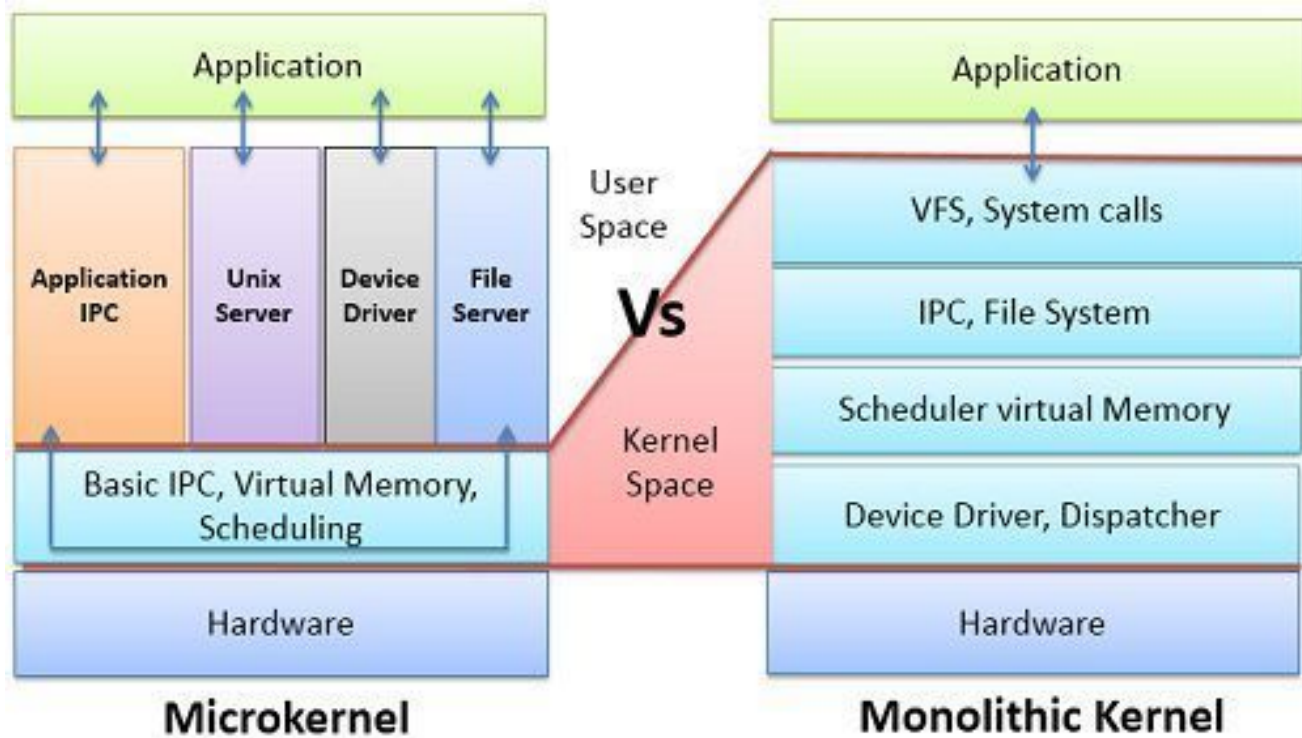 Application
Application
IPC
Unix
Server
Device
Driver
File
Server
Basic IPC, Virtual Memory,
Scheduling
Hardware
Microkernel
User
Space
Vs
Kernel
Space
Application
VFS, System calls
IPC, File System
Scheduler virtual Memory
Device Driver, Dispatcher
Hardware
Monolithic Kernel